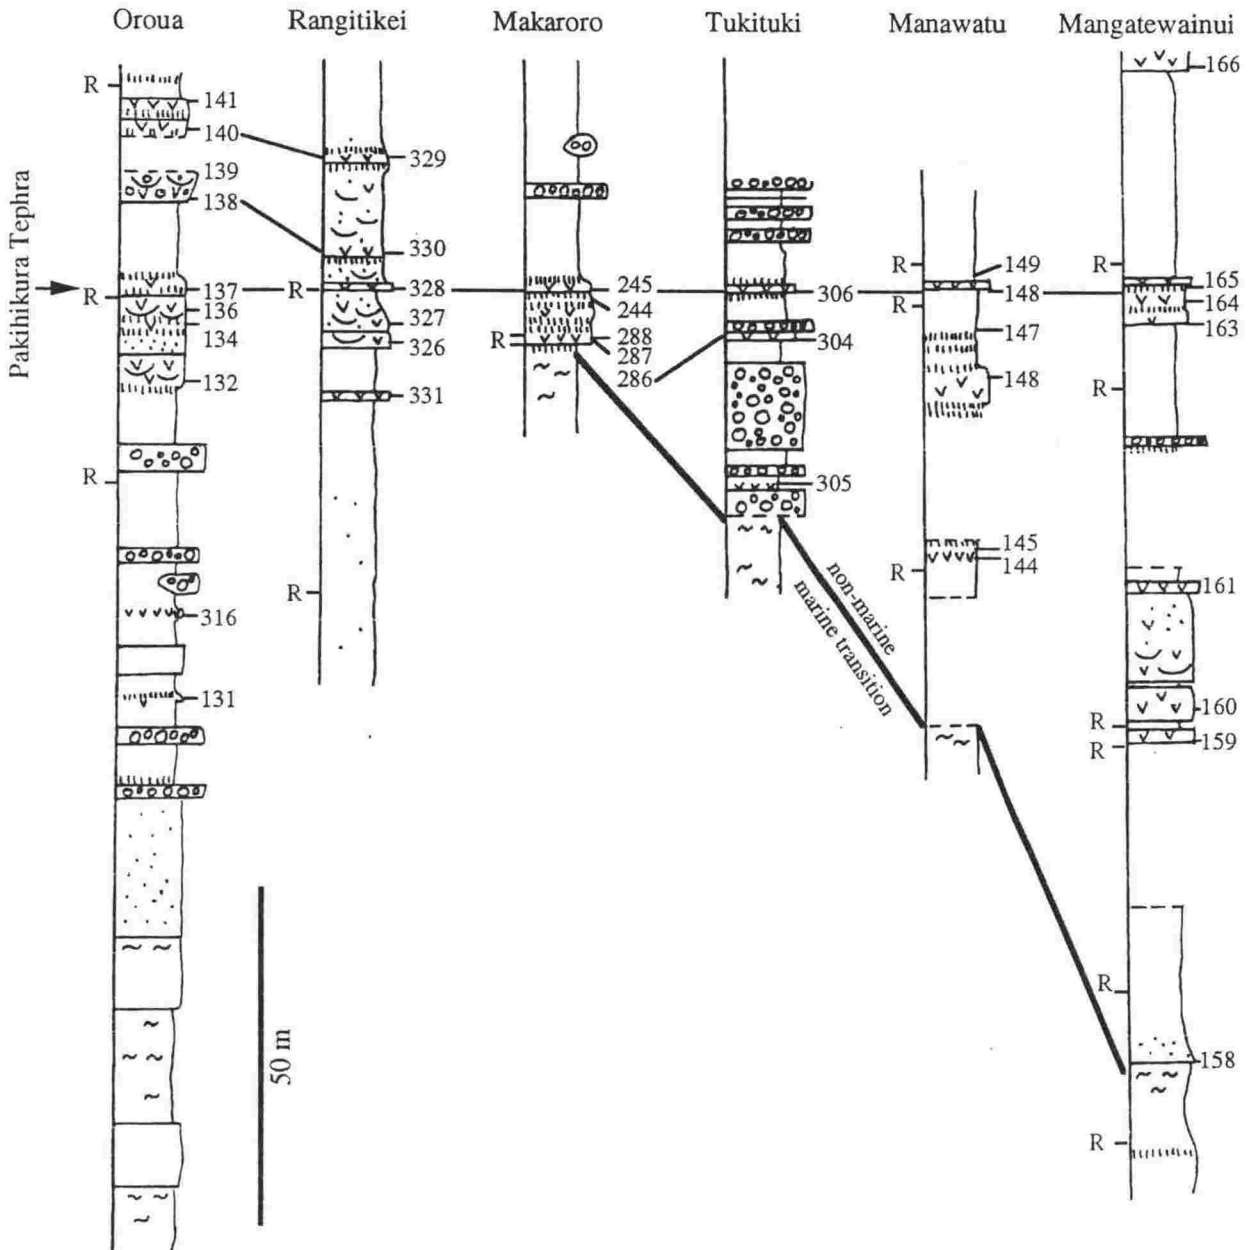 Oroua
Rangitikei
Makaroro
Tukituki
Manawatu
Mangatewainui
Pakihikura Tephra
R
141
140
139
138
137
136
134
132
R
R
316
131
50 m
329
330
R
328
327
326
331
R
245
244
R
288
287
286
306
304
305
non-marine
marine transition
R
149
148
R
147
148
145
144
R
166
R
165
164
163
R
161
160
R
159
R
R
158
R